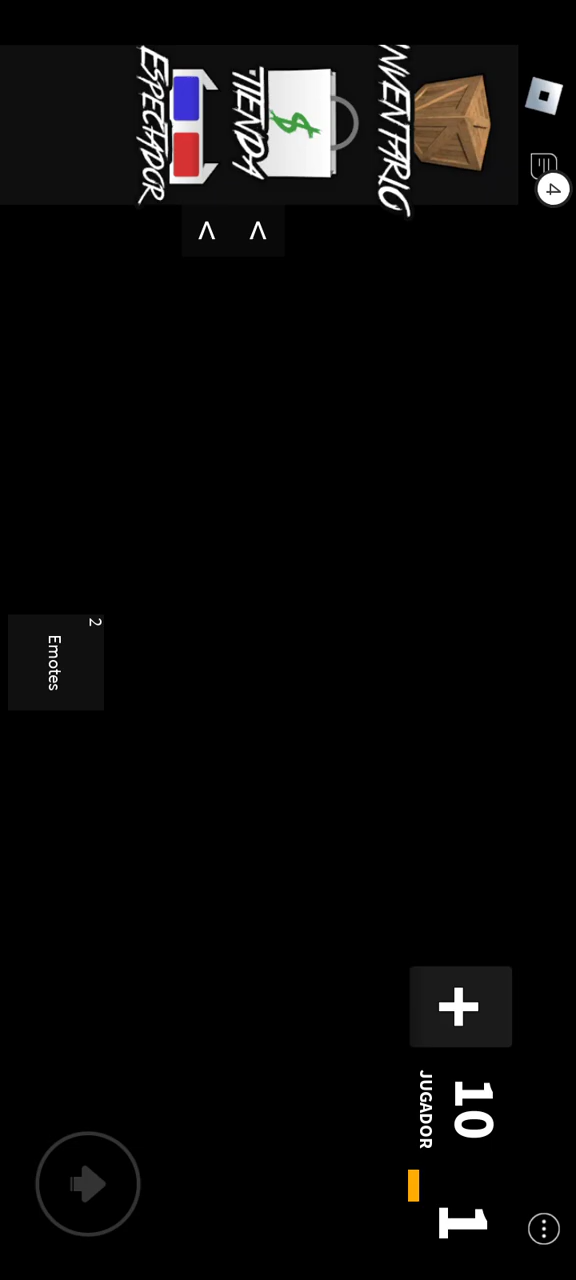 4
INVENTARIO
TIENDA
$
ESPECTADOR
< <
2
Emotes
+
10
JUGADOR
1